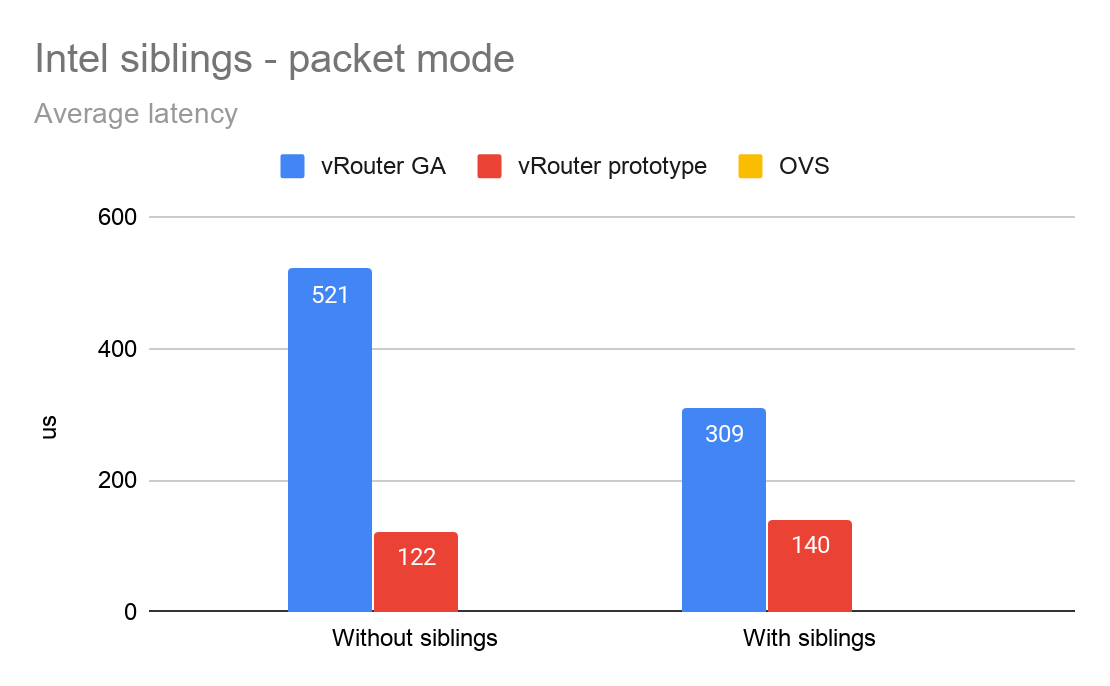 Intel siblings - packet mode
Average latency
vRouter GA vRouter prototype OVS
600
521
400
309
us
200
122
140
0
Without siblings With siblings